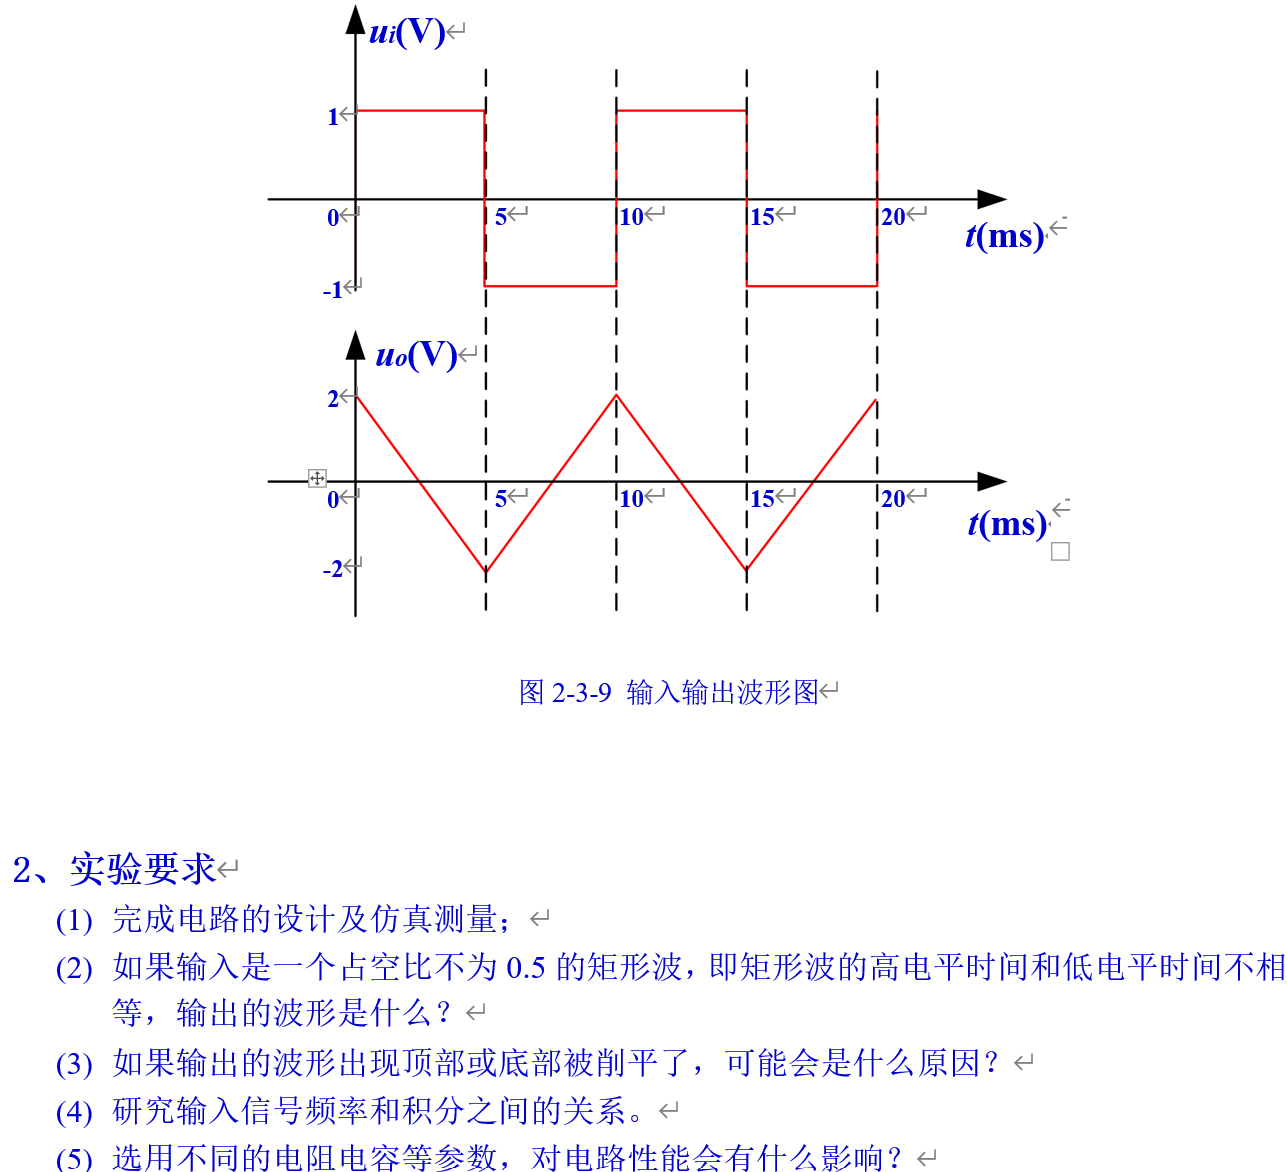 ui(V)
1
0 5 10 15 20
t(ms)
-1
uo(V)
2
0 5 10 15 20
t(ms)
-2
图 2-3-9 输入输出波形图
2、实验要求
(1) 完成电路的设计及仿真测量；
(2) 如果输入是一个占空比不为 0.5 的矩形波，即矩形波的高电平时间和低电平时间不相
等，输出的波形是什么？
(3) 如果输出的波形出现顶部或底部被削平了，可能会是什么原因？
(4) 研究输入信号频率和积分之间的关系。
(5) 选用不同的电阻电容等参数，对电路性能会有什么影响？